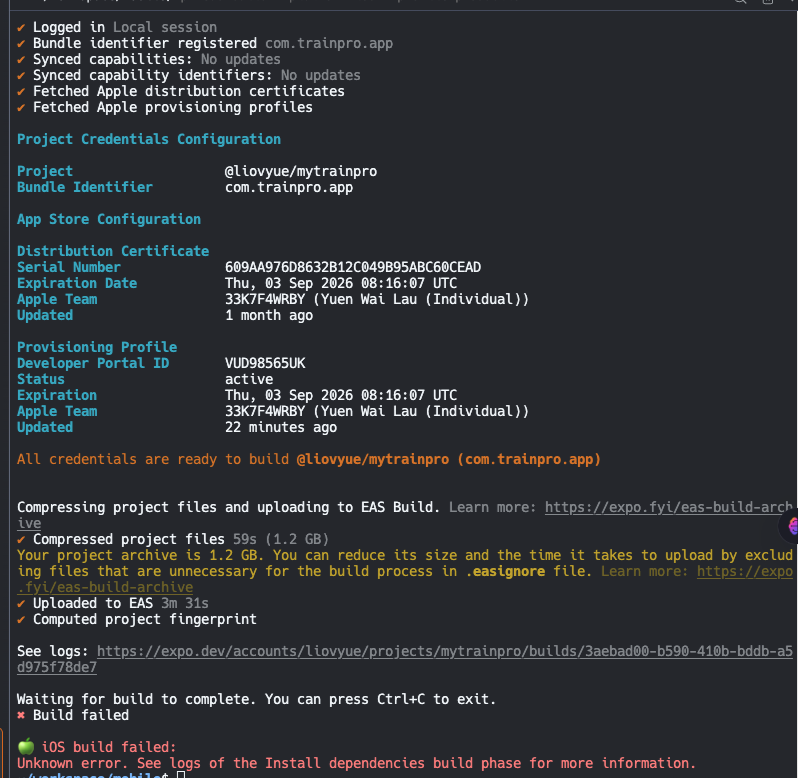 ✔ Logged in Local session
✔ Bundle identifier registered com.trainpro.app
✔ Synced capabilities: No updates
✔ Synced capability identifiers: No updates
✔ Fetched Apple distribution certificates
✔ Fetched Apple provisioning profiles
Project Credentials Configuration
Project @liovyue/mytrainpro
Bundle Identifier com.trainpro.app
App Store Configuration
Distribution Certificate
Serial Number 609AA976D8632B12C049B95ABC60CEAD
Expiration Date Thu, 03 Sep 2026 08:16:07 UTC
Apple Team 33K7F4WRBY (Yuen Wai Lau (Individual))
Updated 1 month ago
Provisioning Profile
Developer Portal ID VUD98565UK
Status active
Expiration Thu, 03 Sep 2026 08:16:07 UTC
Apple Team 33K7F4WRBY (Yuen Wai Lau (Individual))
Updated 22 minutes ago
All credentials are ready to build @liovyue/mytrainpro (com.trainpro.app)
Compressing project files and uploading to EAS Build. Learn more: https://expo.fyi/eas-build-arch
ive
✔ Compressed project files 59s (1.2 GB)
Your project archive is 1.2 GB. You can reduce its size and the time it takes to upload by exclud
ing files that are unnecessary for the build process in .easignore file. Learn more: https://expo
.fyi/eas-build-archive
✔ Uploaded to EAS 3m 31s
✔ Computed project fingerprint
See logs: https://expo.dev/accounts/liovyue/projects/mytrainpro/builds/3aebad00-b590-410b-bddb-a5
d975f78de7
Waiting for build to complete. You can press Ctrl+C to exit.
✖ Build failed
🍏 iOS build failed:
Unknown error. See logs of the Install dependencies build phase for more information.
~/workspace/mobile$